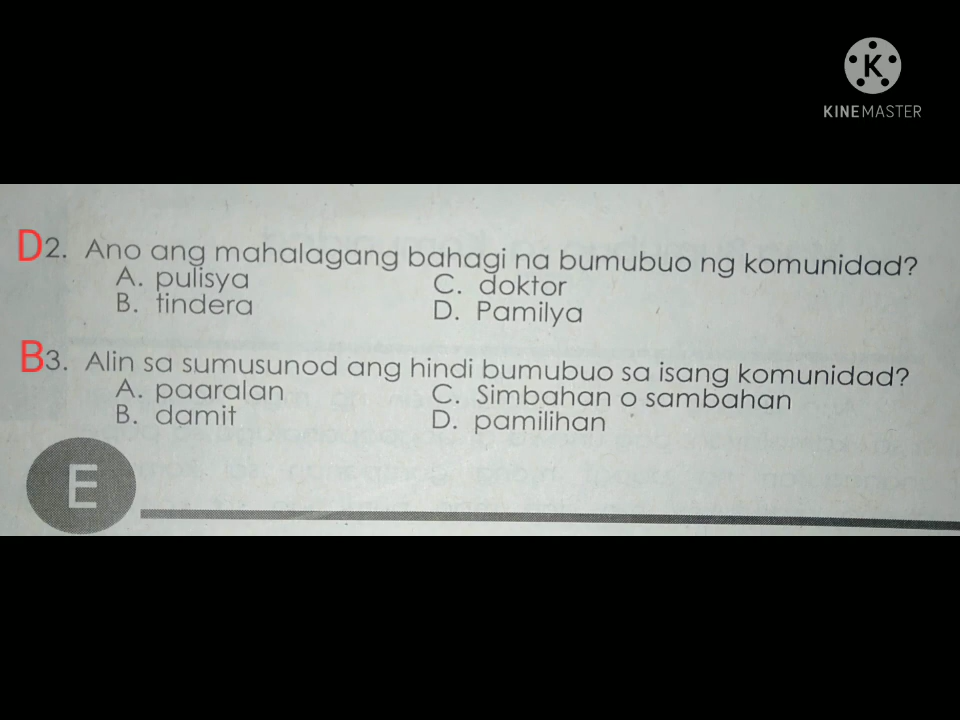 K
KINEMASTER
D2. Ano ang mahalagang bahagi na bumubuo ng komunidad?
A. pulisya C. doktor
B. tindera D. Pamilya
B3. Alin sa sumusunod ang hindi bumubuo sa isang komunidad?
A. paaralan C. Simbahan o sambahan
B. damit D. pamilihan
E